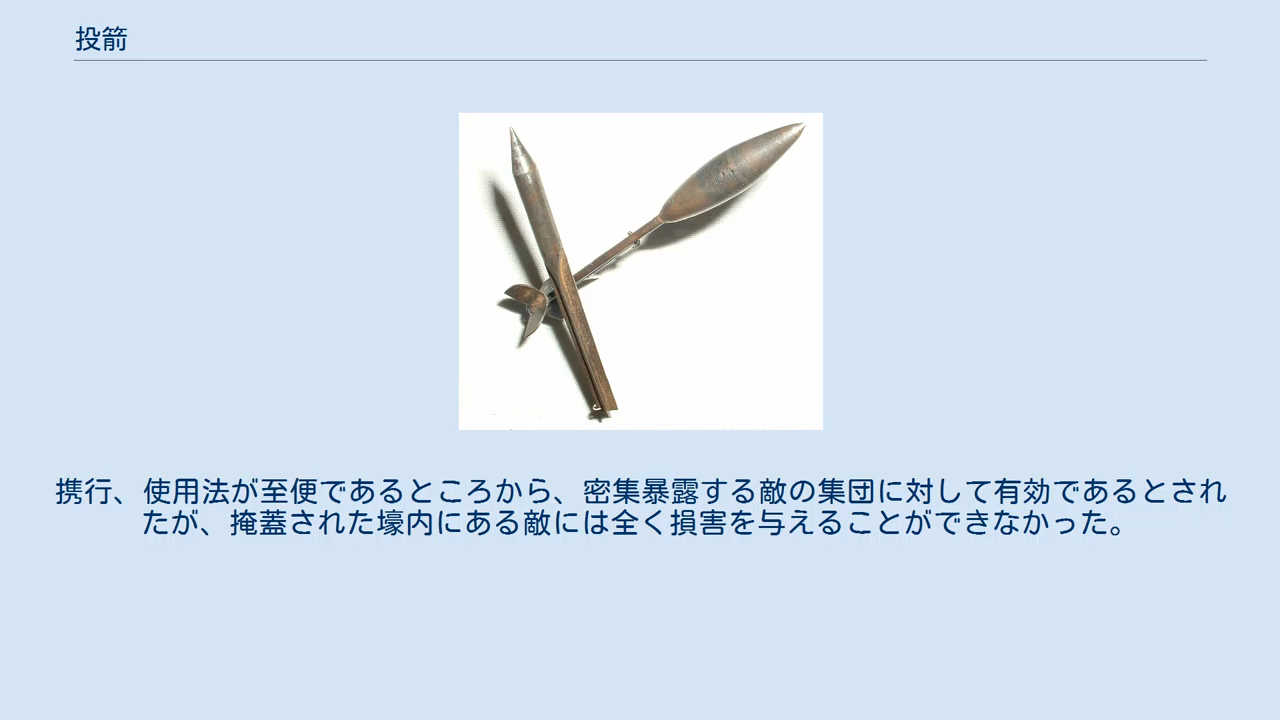 投箭
携行、使用法が至便であるところから、密集暴露する敵の集団に対して有効であるとされ
たが、掩蓋された壕内にある敵には全く損害を与えることができなかった。